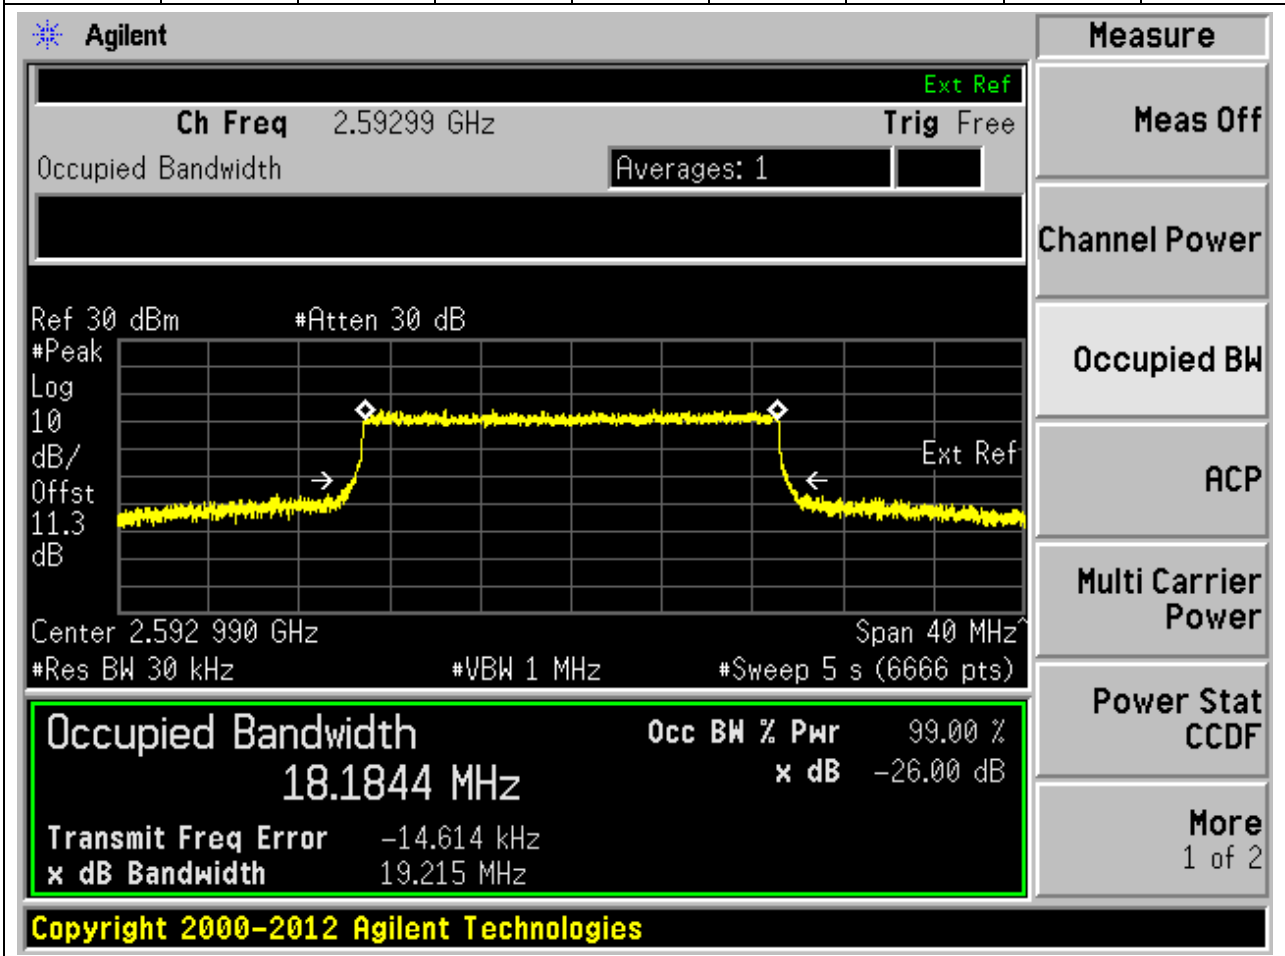 Agilent
Measure
Ext Ref
Ch Freq 2.59299 GHz Trig Free
Meas Off
Occupied Bandwidth Averages: 1
Channel Power
Ref 30 dBm #Atten 30 dB
#Peak
Log
10
dB/
Offst
11.3
dB
Ext Ref
Occupied BW
ACP
Center 2.592 990 GHz Span 40 MHz^
#Res BW 30 kHz #VBW 1 MHz #Sweep 5 s (6666 pts)
Multi Carrier
Power
Occupied Bandwidth Occ BW % Pwr 99.00 %
18.1844 MHz x dB -26.00 dB
Transmit Freq Error -14.614 kHz
x dB Bandwidth 19.215 MHz
Power Stat
CCDF
More
1 of 2
Copyright 2000-2012 Agilent Technologies